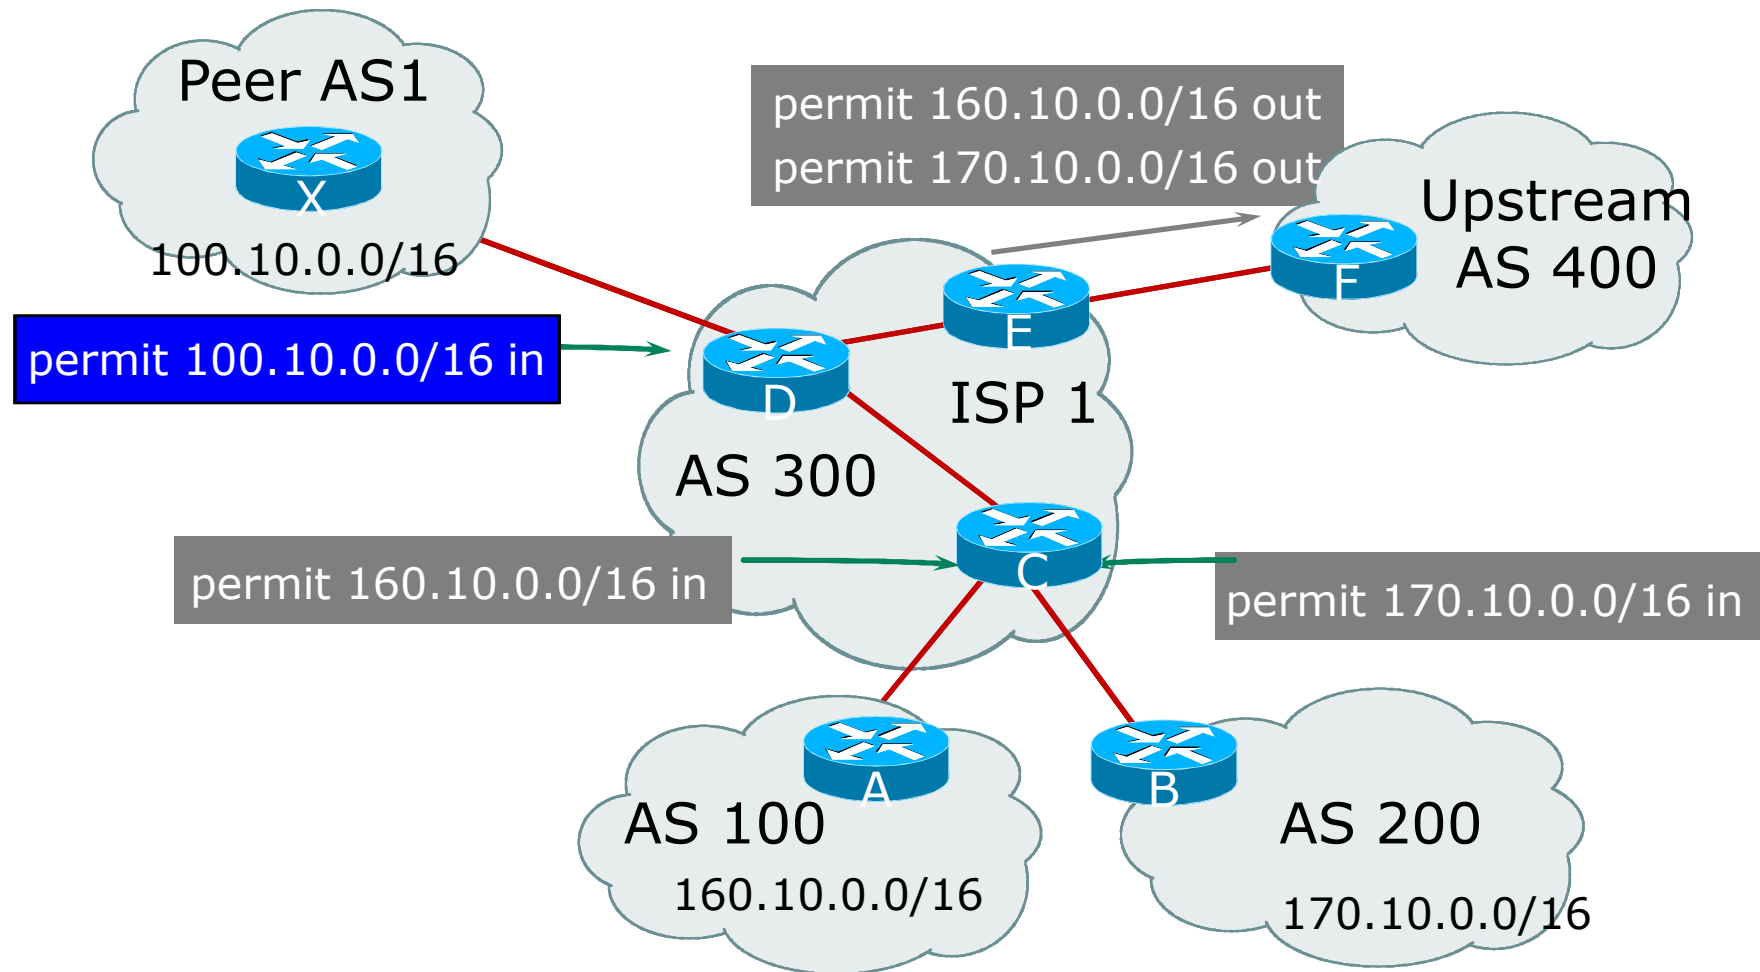 Peer AS1
X
100.10.0.0/16
permit 160.10.0.0/16 out
permit 170.10.0.0/16 out
Upstream
AS 400
F
E
permit 100.10.0.0/16 in
D
ISP 1
AS 300
permit 160.10.0.0/16 in
C
permit 170.10.0.0/16 in
A
AS 100
160.10.0.0/16
B
AS 200
170.10.0.0/16